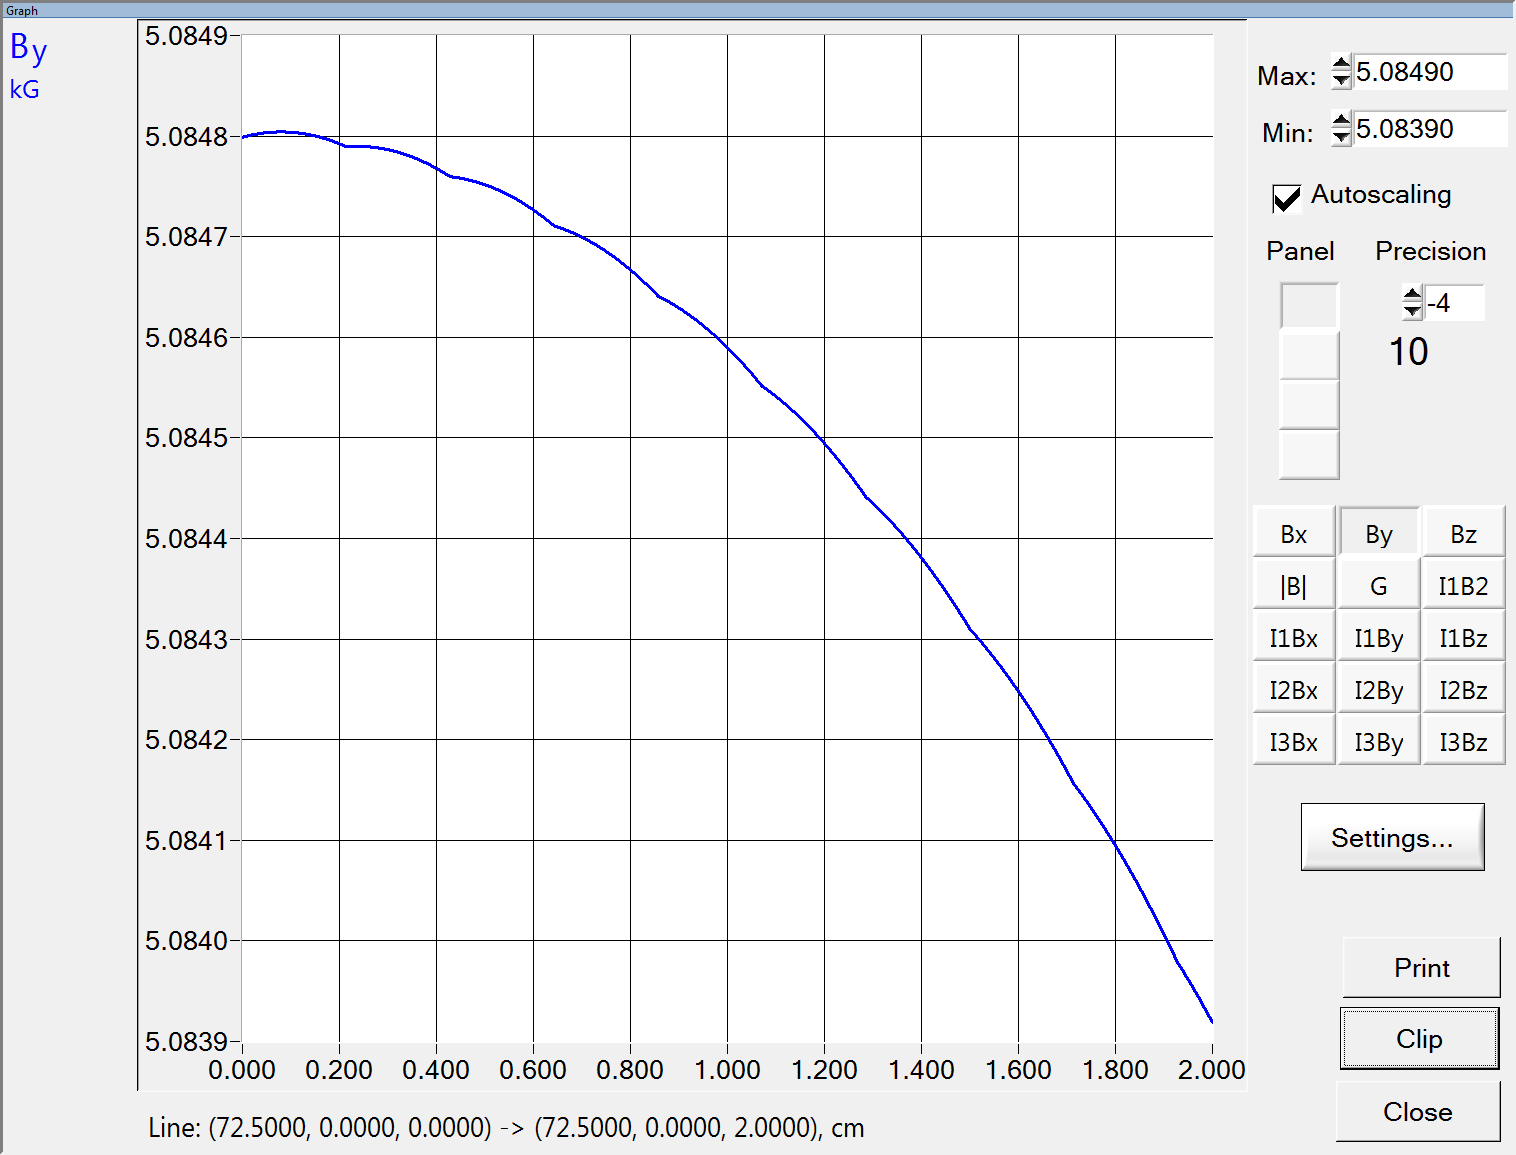 Graph
By
kG
5.0849
5.0848
5.0847
5.0846
5.0845
5.0844
5.0843
5.0842
5.0841
5.0840
5.0839
0.000 0.200 0.400 0.600 0.800 1.000 1.200 1.400 1.600 1.800 2.000
Line: (72.5000, 0.0000, 0.0000) -> (72.5000, 0.0000, 2.0000), cm
Max: 5.08490
Min: 5.08390
Autoscaling
Panel Precision
-4
10
Bx By Bz
|B| G I1B2
I1Bx I1By I1Bz
I2Bx I2By I2Bz
I3Bx I3By I3Bz
Settings...
Print
Clip
Close